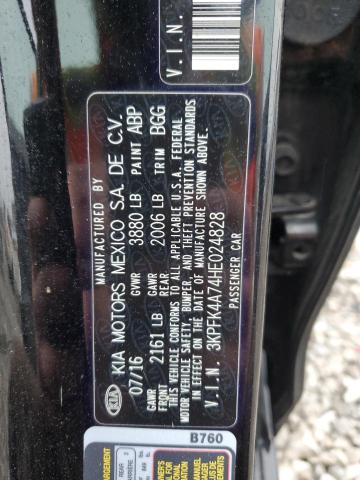 V.I.N.
KIA KIA MOTORS MEXICO S.A. DE C.V.
MANUFACTURED BY
07/16 GVWR 3880 LB PAINT ABP
GAWR FRONT 2161 LB GAWR REAR 2006 LB TRIM BGG
THIS VEHICLE CONFORMS TO ALL APPLICABLE U.S.A. FEDERAL
MOTOR VEHICLE SAFETY, BUMPER, AND THEFT PREVENTION STANDARDS
IN EFFECT ON THE DATE OF MANUFACTURE SHOWN ABOVE.
V.I.N. 3KPFK4A74HE024828
PASSENGER CAR
B760
REAR